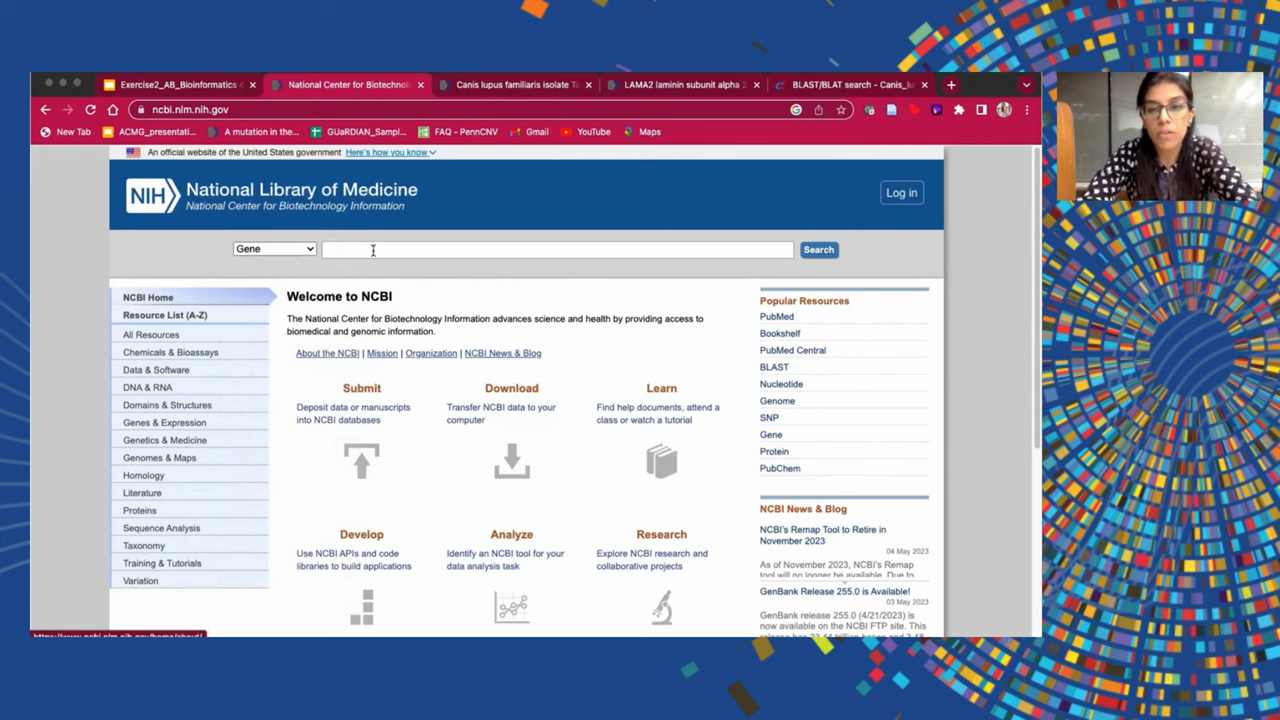 Exercise2_AB_Bioinformatics
National Center for Biotechnol
Canis lupus familiaris isolate
LAMA2 laminin subunit alpha 2
BLAST/BLAT search - Canis_lu
ncbi.nlm.nih.gov
New Tab
ACMG_presentati...
A mutation in the...
GUaRDIAN_Sampl...
FAQ - PennCNV
Gmail
YouTube
Maps
An official website of the United States government Here's how you know
NIH
National Library of Medicine
National Center for Biotechnology Information
Log in
Gene
Search
NCBI Home
Resource List (A-Z)
All Resources
Chemicals & Bioassays
Data & Software
DNA & RNA
Domains & Structures
Genes & Expression
Genetics & Medicine
Genomes & Maps
Homology
Literature
Proteins
Sequence Analysis
Taxonomy
Training & Tutorials
Variation
Welcome to NCBI
The National Center for Biotechnology Information advances science and health by providing access to
biomedical and genomic information.
About the NCBI | Mission | Organization | NCBI News & Blog
Submit
Deposit data or manuscripts
into NCBI databases
Download
Transfer NCBI data to your
computer
Learn
Find help documents, attend a
class or watch a tutorial
Develop
Use NCBI APIs and code
libraries to build applications
Analyze
Identify an NCBI tool for your
data analysis task
Research
Explore NCBI research and
collaborative projects
Popular Resources
PubMed
Bookshelf
PubMed Central
BLAST
Nucleotide
Genome
SNP
Gene
Protein
PubChem
NCBI News & Blog
NCBI's Remap Tool to Retire in
November 2023
04 May 2023
As of November 2023, NCBI's Remap
tool will no longer be available. Due to
GenBank Release 255.0 is Available!
03 May 2023
GenBank release 255.0 (4/21/2023) is
now available on the NCBI FTP site. This